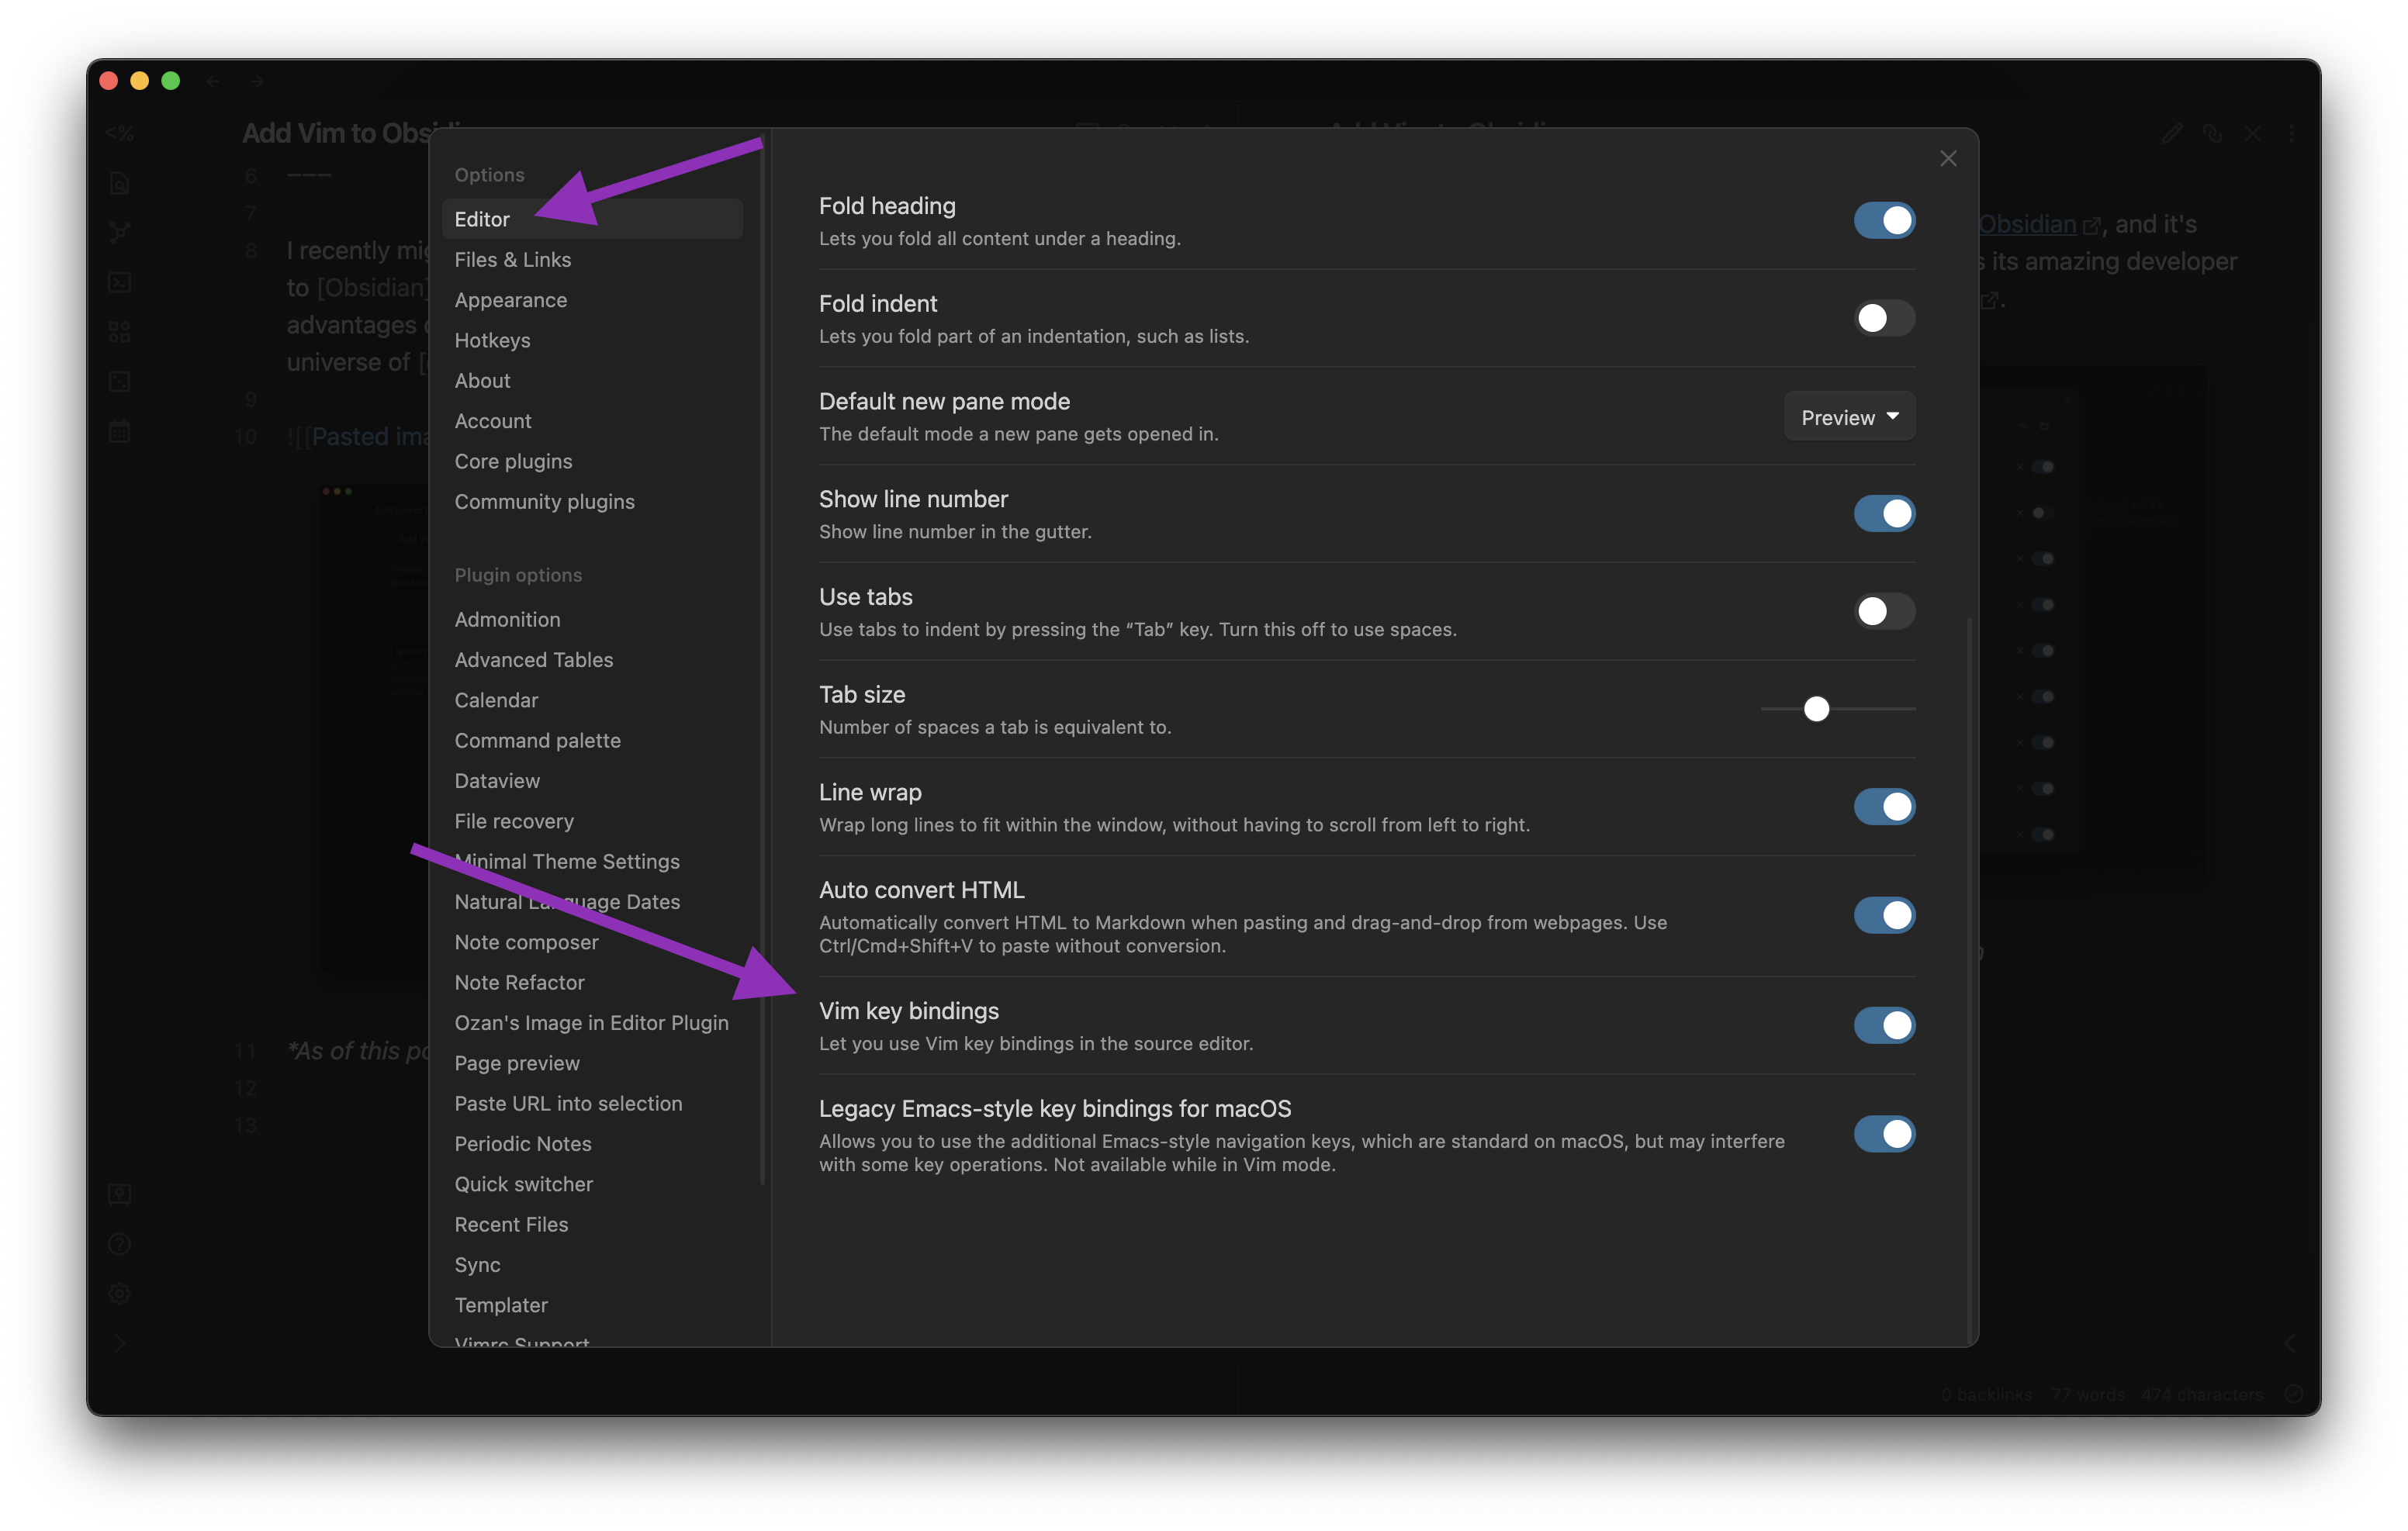 Add Vim to Obsidi
6 ---
7
8 I recently mig
to [Obsidian]
advantages
universe of
9
10 ![[Pasted ima
11 *As of this po
12
13
Options
Editor
Files & Links
Appearance
Hotkeys
About
Account
Core plugins
Community plugins
Plugin options
Admonition
Advanced Tables
Calendar
Command palette
Dataview
File recovery
Minimal Theme Settings
Natural Language Dates
Note composer
Note Refactor
Ozan's Image in Editor Plugin
Page preview
Paste URL into selection
Periodic Notes
Quick switcher
Recent Files
Sync
Templater
Vimrc Support
Fold heading
Lets you fold all content under a heading.
Fold indent
Lets you fold part of an indentation, such as lists.
Default new pane mode
The default mode a new pane gets opened in.
Preview
Show line number
Show line number in the gutter.
Use tabs
Use tabs to indent by pressing the “Tab” key. Turn this off to use spaces.
Tab size
Number of spaces a tab is equivalent to.
Line wrap
Wrap long lines to fit within the window, without having to scroll from left to right.
Auto convert HTML
Automatically convert HTML to Markdown when pasting and drag-and-drop from webpages. Use
Ctrl/Cmd+Shift+V to paste without conversion.
Vim key bindings
Let you use Vim key bindings in the source editor.
Legacy Emacs-style key bindings for macOS
Allows you to use the additional Emacs-style navigation keys, which are standard on macOS, but may interfere
with some key operations. Not available while in Vim mode.
Obsidian, and it's
its amazing developer
0 backlinks 77 words 474 characters